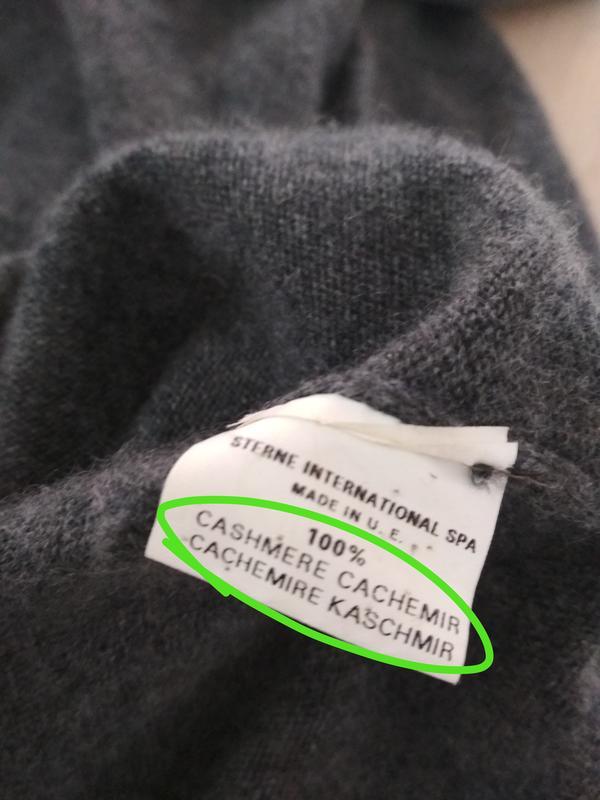 STERNE INTERNATIONAL SPA
MADE IN U.E.
100%
CASHMERE CACHEMIR
CACHEMIRE KASCHMIR